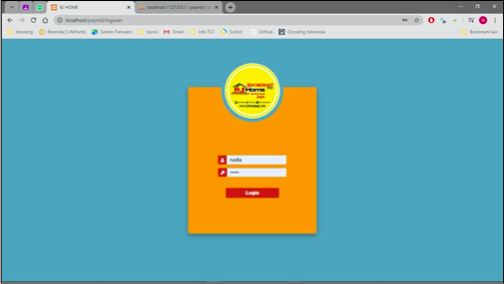 BJ HOME
localhost / 127.0.0.1 / payroll
localhost/payroll/loguser
dicoding
Beranda | LifeFonts
Sistem Transaksi
Icons
Gmail
Info TCC
Scribd
GitHub
Dicoding Indonesia
Bookmark lain
BJ Home
nadia
Login